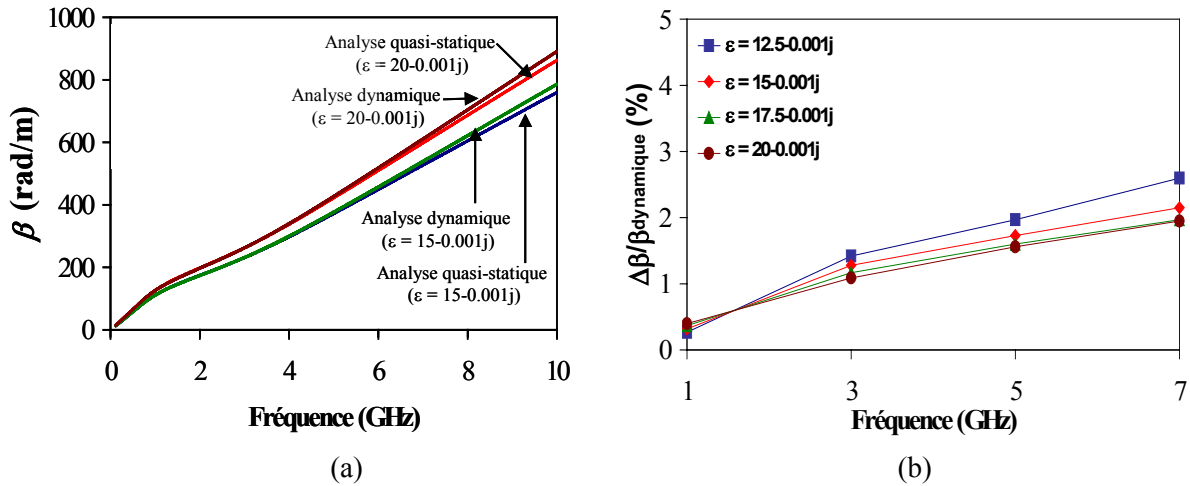 1000
800
600
400
200
0
β (rad/m)
Analyse quasi-statique
(ε = 20-0.001j)
Analyse dynamique
(ε = 20-0.001j)
Analyse dynamique
(ε = 15-0.001j)
Analyse quasi-statique
(ε = 15-0.001j)
0 2 4 6 8 10
Fréquence (GHz)
(a)
5
4
3
2
1
0
Δβ/βdynamique (%)
ε = 12.5-0.001j
ε = 15-0.001j
ε = 17.5-0.001j
ε = 20-0.001j
1 3 5 7
Fréquence (GHz)
(b)